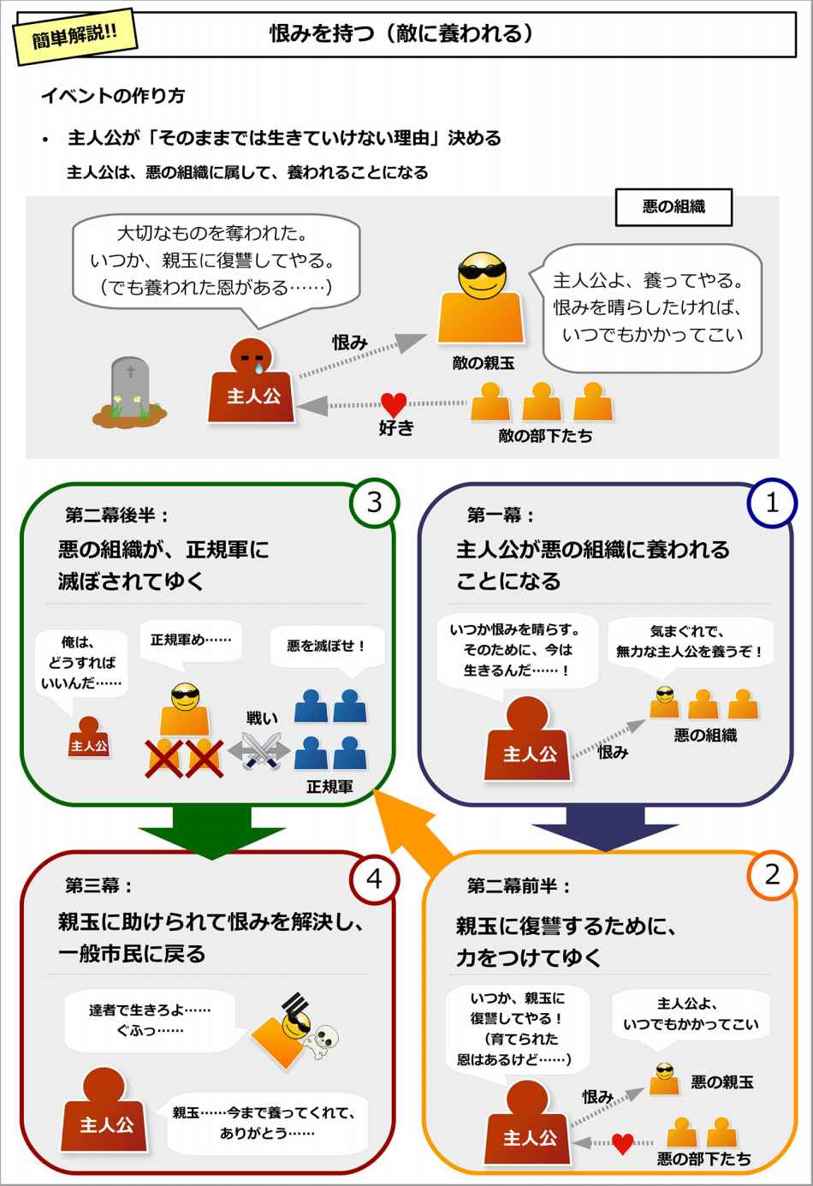 簡単解説!!
恨みを持つ（敵に養われる）
イベントの作り方
・ 主人公が「そのままでは生きていけない理由」決める
主人公は、悪の組織に属して、養われることになる
悪の組織
大切なものを奪われた。
いつか、親玉に復讐してやる。
（でも養われた恩がある……）
主人公よ、養ってやる。
恨みを晴らしたければ、
いつでもかかってこい
恨み
敵の親玉
主人公
好き
敵の部下たち
1
第一幕：
主人公が悪の組織に養われる
ことになる
いつか恨みを晴らす。
そのために、今は
生きるんだ……！
気まぐれで、
無力な主人公を養うぞ！
主人公
恨み
悪の組織
2
第二幕前半：
親玉に復讐するために、
力をつけてゆく
いつか、親玉に
復讐してやる！
（育てられた
恩はあるけど……）
主人公よ、
いつでもかかってこい
恨み
悪の親玉
主人公
悪の部下たち
3
第二幕後半：
悪の組織が、正規軍に
滅ぼされてゆく
俺は、
どうすれば
いいんだ……
正規軍め……
悪を滅ぼせ！
戦い
主人公
正規軍
4
第三幕：
親玉に助けられて恨みを解決し、
一般市民に戻る
達者で生きろよ……
ぐふっ……
主人公
親玉……今まで養ってくれて、
ありがとう……